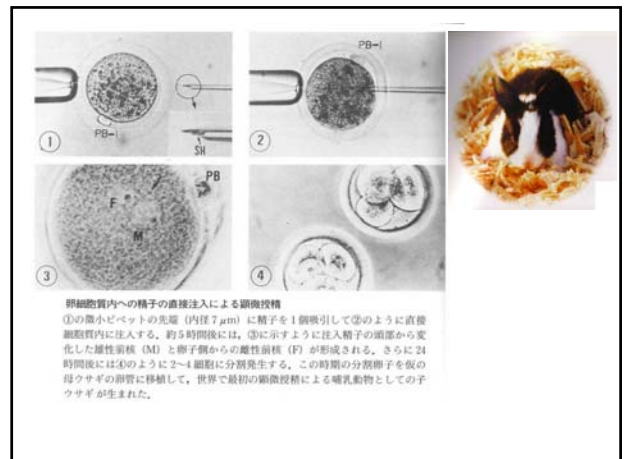 PB-1
①
SH
PB-1
②
F
M
PB
③
④
卵細胞質内への精子の直接注入による顕微授精
①の微小ピペットの先端（内径7μm）に精子を1個吸引して②のように直接
細胞質内に注入する。約5時間後には，③に示すように注入精子の頭部から変
化した雄性前核（M）と卵子側からの雌性前核（F）が形成される。さらに24
時間後には④のように2〜4細胞に分割発生する。この時期の分割卵子を仮の
母ウサギの卵管に移植して，世界で最初の顕微授精による哺乳動物としての子
ウサギが生まれた。